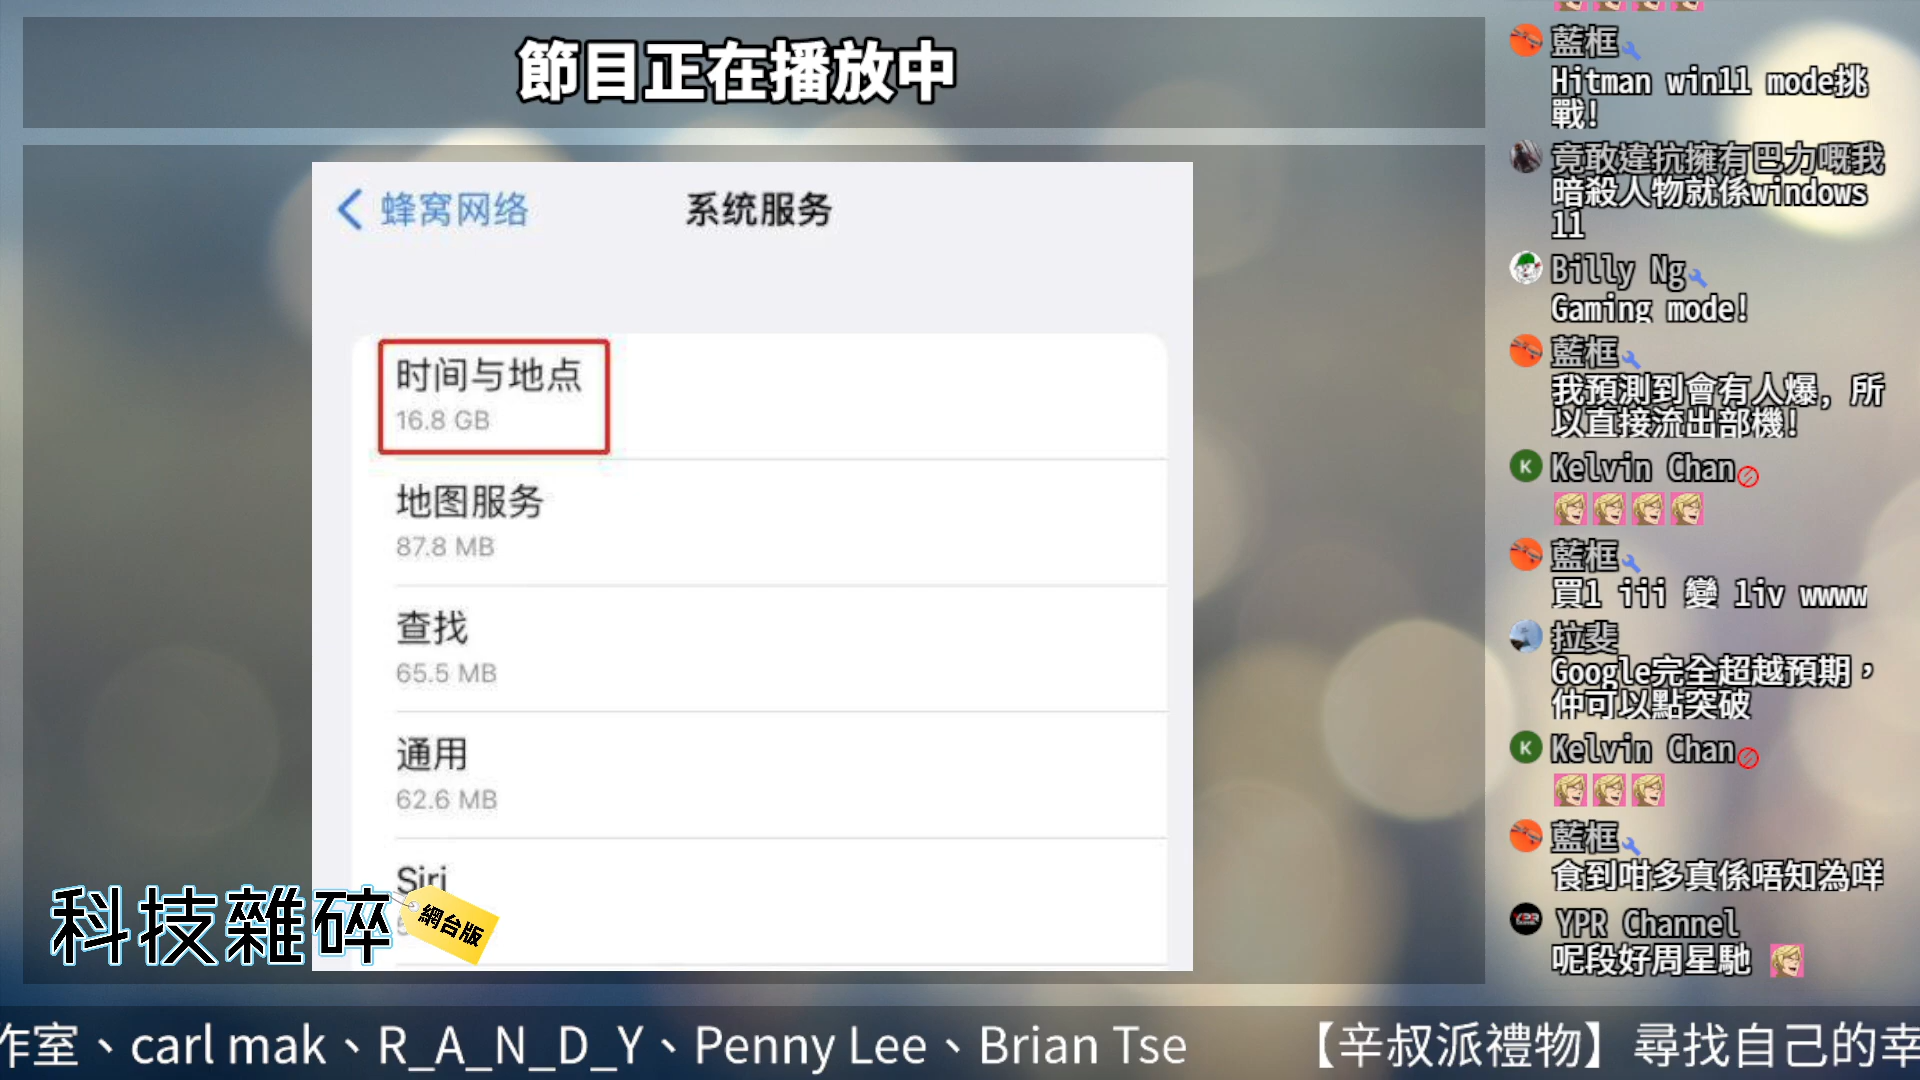 節目正在播放中
蜂窝网络
系统服务
时间与地点
16.8 GB
地图服务
87.8 MB
查找
65.5 MB
通用
62.6 MB
Siri
科技雜碎
網台版
藍框
Hitman win11 mode挑
戰!
竟敢違抗擁有巴力嘅我
暗殺人物就係windows
11
Billy Ng
Gaming mode!
藍框
我預測到會有人爆，所
以直接流出部機!
K
Kelvin Chan
藍框
買1 iii 變 1iv wwww
拉斐
Google完全超越預期，
仲可以點突破
K
Kelvin Chan
藍框
食到咁多真係唔知為咩
YPR
YPR Channel
呢段好周星馳
作室、carl mak、R_A_N_D_Y、Penny Lee、Brian Tse
【辛叔派禮物】尋找自己的幸